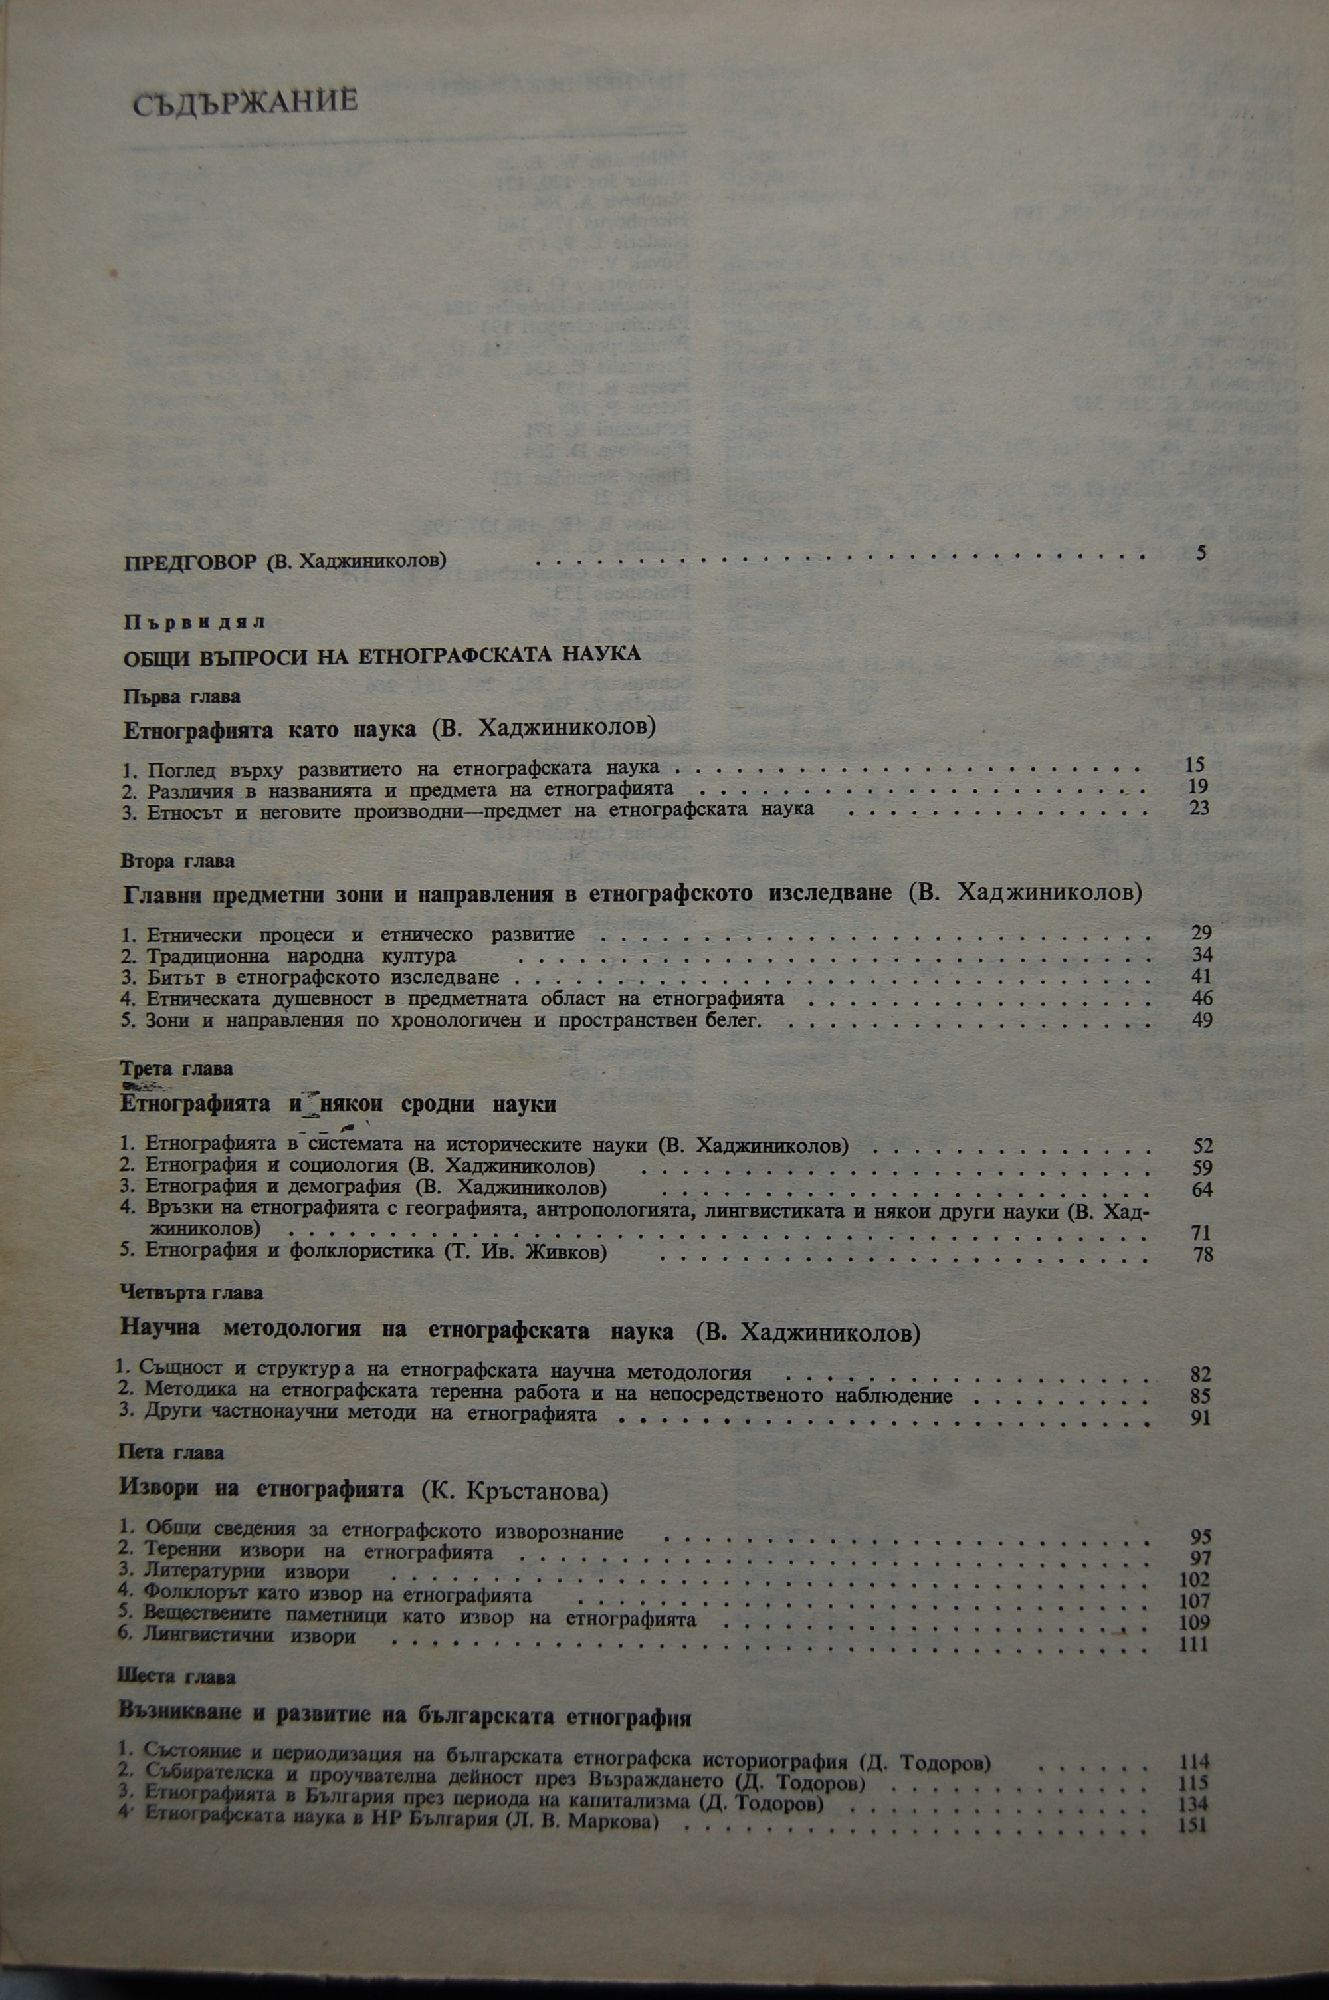 СЪДЪРЖАНИЕ
ПРЕДГОВОР (В. Хаджиниколов) . . . . . . . . . . . . . . . . . . . . . . . 5
Първи дял
ОБЩИ ВЪПРОСИ НА ЕТНОГРАФСКАТА НАУКА
Първа глава
Етнографията като наука (В. Хаджиниколов)
1. Поглед върху развитието на етнографската наука . . . . . . . . . . . . . . . . . . . . . 15
2. Различия в названията и предмета на етнографията . . . . . . . . . . . . . . . . . . . . 19
3. Етносът и неговите производни—предмет на етнографската наука . . . . . . . . . . . . . . 23
Втора глава
Главни предметни зони и направления в етнографското изследване (В. Хаджиниколов)
1. Етнически процеси и етническо развитие . . . . . . . . . . . . . . . . . . . . . . 29
2. Традиционна народна култура . . . . . . . . . . . . . . . . . . . . . . . . . 34
3. Битът в етнографското изследване . . . . . . . . . . . . . . . . . . . . . . . . . 41
4. Етническата душевност в предметната област на етнографията . . . . . . . . . . . . . . 46
5. Зони и направления по хронологичен и пространствен белег. . . . . . . . . . . . . . . . 49
Трета глава
Етнографията и някои сродни науки
1. Етнографията в системата на историческите науки (В. Хаджиниколов) . . . . . . . . . . . . 52
2. Етнография и социология (В. Хаджиниколов) . . . . . . . . . . . . . . . . . . . . 59
3. Етнография и демография (В. Хаджиниколов) . . . . . . . . . . . . . . . . . . . 64
4. Връзки на етнографията с географията, антропологията, лингвистиката и някои други науки (В. Хад-
жиниколов) . . . . . . . . . . . . . . . . . . . . . . . . . . . . . . . . . 71
5. Етнография и фолклористика (Т. Ив. Живков) . . . . . . . . . . . . . . . . . . . 78
Четвърта глава
Научна методология на етнографската наука (В. Хаджиниколов)
1. Същност и структура на етнографската научна методология . . . . . . . . . . . . . . . 82
2. Методика на етнографската теренна работа и на непосредственото наблюдение . . . . . . . . 85
3. Други частнонаучни методи на етнографията . . . . . . . . . . . . . . . . . . . . . 91
Пета глава
Извори на етнографията (К. Кръстанова)
1. Общи сведения за етнографското изворознание . . . . . . . . . . . . . . . . . . . 95
2. Теренни извори на етнографията . . . . . . . . . . . . . . . . . . . . . . . . . 97
3. Литературни извори . . . . . . . . . . . . . . . . . . . . . . . . . . . . . 102
4. Фолклорът като извор на етнографията . . . . . . . . . . . . . . . . . . . . . . 107
5. Веществените паметници като извор на етнографията . . . . . . . . . . . . . . . . . 109
6. Лингвистични извори . . . . . . . . . . . . . . . . . . . . . . . . . . . . . 111
Шеста глава
Възникване и развитие на българската етнография
1. Състояние и периодизация на българската етнографска историография (Д. Тодоров) . . . . . . 114
2. Събирателска и проучвателна дейност през Възраждането (Д. Тодоров) . . . . . . . . . . . 115
3. Етнографията в България през периода на капитализма (Д. Тодоров) . . . . . . . . . . . . 134
4. Етнографската наука в НР България (Л. В. Маркова) . . . . . . . . . . . . . . . . . . 151